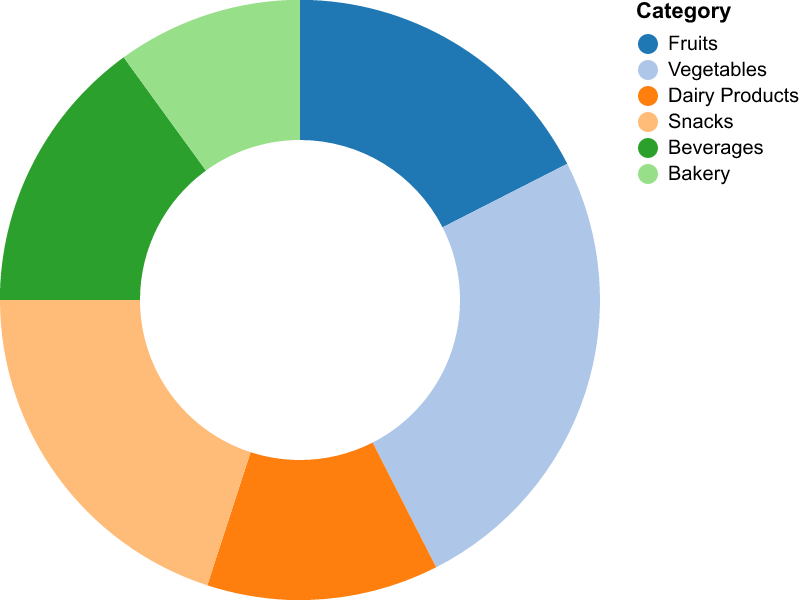 Category
Fruits
Vegetables
Dairy Products
Snacks
Beverages
Bakery